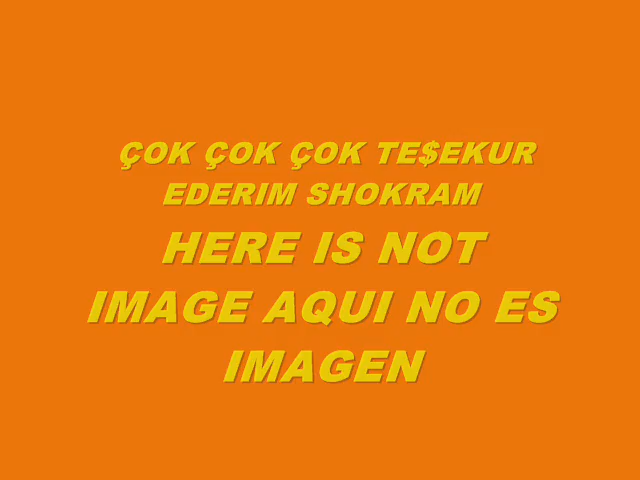 ÇOK ÇOK ÇOK TE$EKUR
EDERIM SHOKRAM
HERE IS NOT
IMAGE AQUI NO ES
IMAGEN